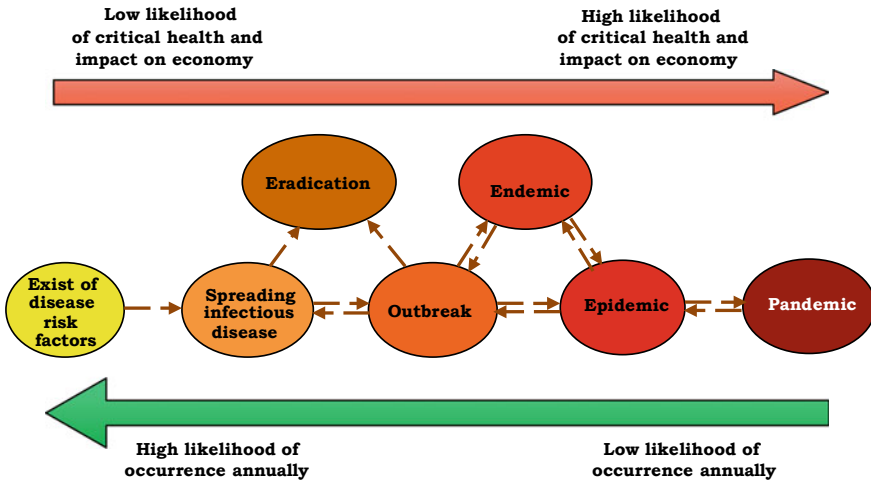 Low likelihood
of critical health and
impact on economy
High likelihood
of critical health and
impact on economy
Eradication
Endemic
Exist of
disease
risk
factors
Spreading
infectious
disease
Outbreak
Epidemic
Pandemic
High likelihood of
occurrence annually
Low likelihood of
occurrence annually